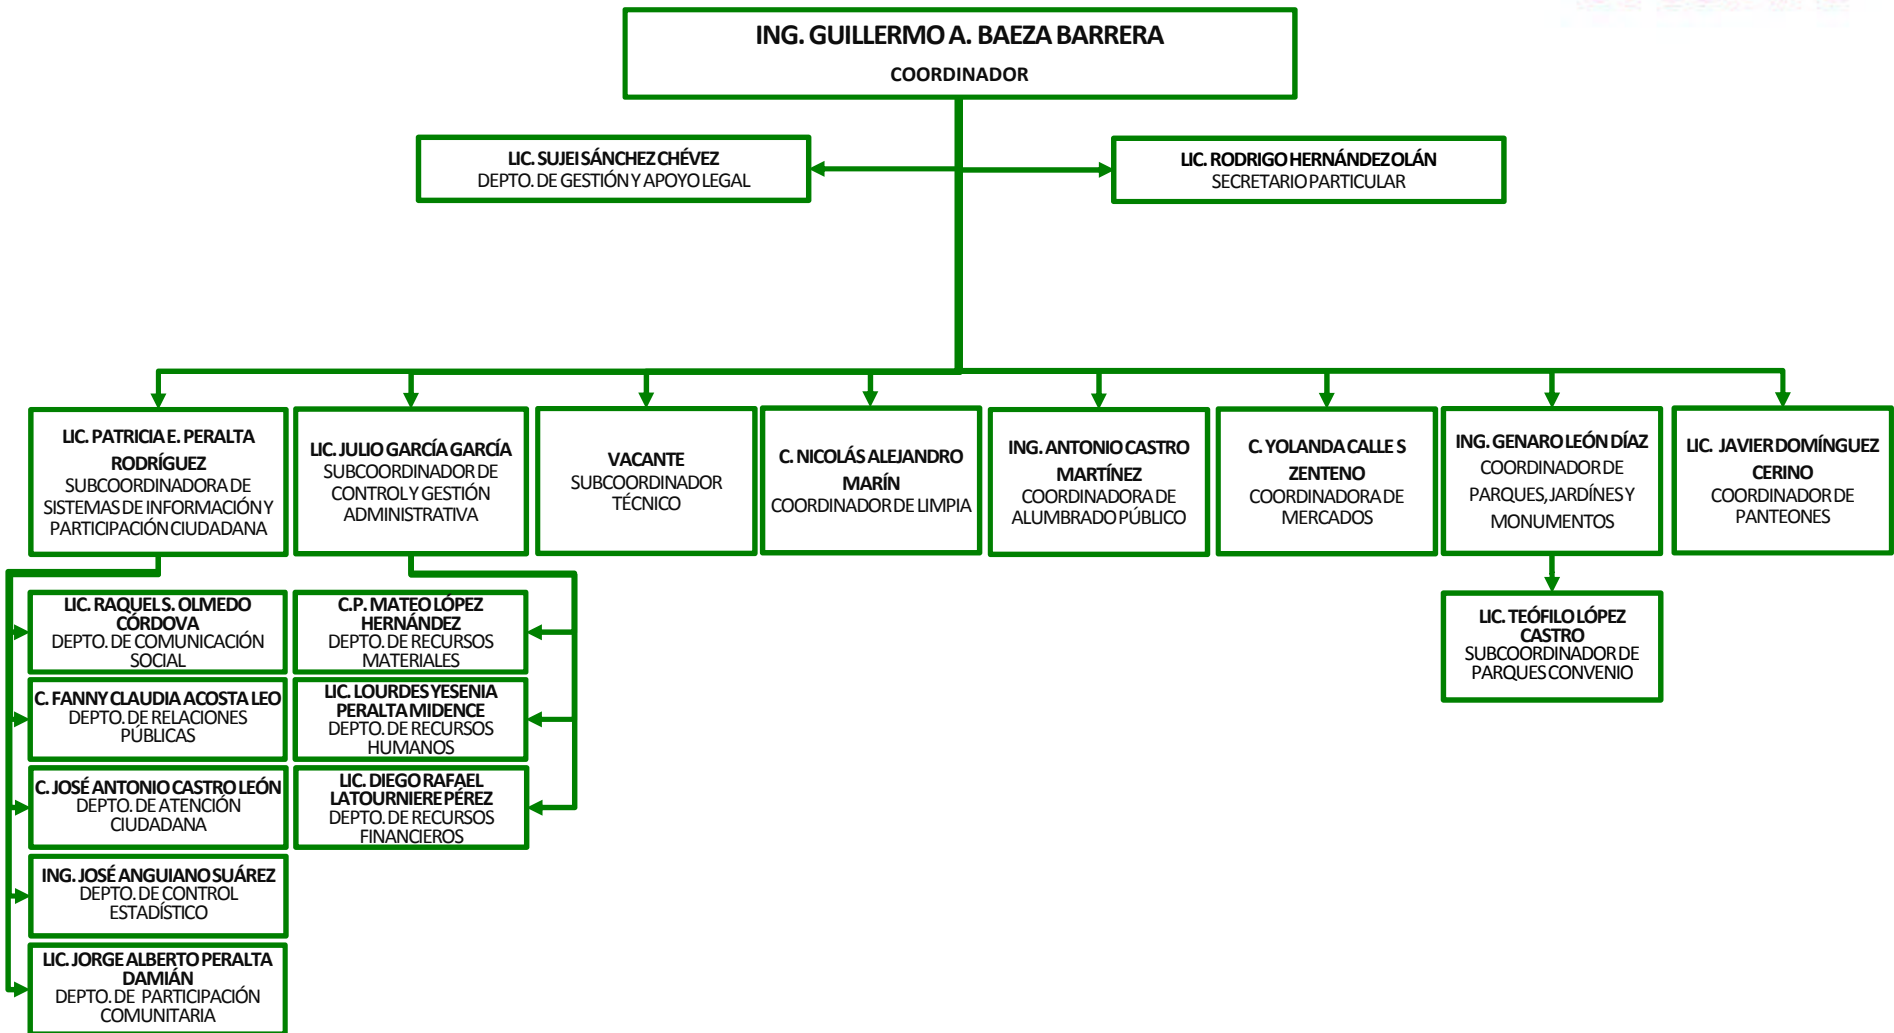 ING. GUILLERMO A. BAEZA BARRERA
COORDINADOR
LIC. SUJEI SÁNCHEZ CHÉVEZ
DEPTO. DE GESTIÓN Y APOYO LEGAL
LIC. RODRIGO HERNÁNDEZ OLÁN
SECRETARIO PARTICULAR
LIC. PATRICIA E. PERALTA
RODRÍGUEZ
SUBCOORDINADORA DE
SISTEMAS DE INFORMACIÓN Y
PARTICIPACIÓN CIUDADANA
LIC. JULIO GARCÍA GARCÍA
SUBCOORDINADOR DE
CONTROL Y GESTIÓN
ADMINISTRATIVA
VACANTE
SUBCOORDINADOR
TÉCNICO
C. NICOLÁS ALEJANDRO
MARÍN
COORDINADOR DE LIMPIA
ING. ANTONIO CASTRO
MARTÍNEZ
COORDINADORA DE
ALUMBRADO PÚBLICO
C. YOLANDA CALLE S
ZENTENO
COORDINADORA DE
MERCADOS
ING. GENARO LEÓN DÍAZ
COORDINADOR DE
PARQUES, JARDÍNES Y
MONUMENTOS
LIC. JAVIER DOMÍNGUEZ
CERINO
COORDINADOR DE
PANTEONES
LIC. RAQUEL S. OLMEDO
CÓRDOVA
DEPTO. DE COMUNICACIÓN
SOCIAL
C. FANNY CLAUDIA ACOSTA LEO
DEPTO. DE RELACIONES
PÚBLICAS
C. JOSÉ ANTONIO CASTRO LEÓN
DEPTO. DE ATENCIÓN
CIUDADANA
ING. JOSÉ ANGUIANO SUÁREZ
DEPTO. DE CONTROL
ESTADÍSTICO
LIC. JORGE ALBERTO PERALTA
DAMIÁN
DEPTO. DE PARTICIPACIÓN
COMUNITARIA
C.P. MATEO LÓPEZ
HERNÁNDEZ
DEPTO. DE RECURSOS
MATERIALES
LIC. LOURDES YESENIA
PERALTA MIDENCE
DEPTO. DE RECURSOS
HUMANOS
LIC. DIEGO RAFAEL
LATOURNIERE PÉREZ
DEPTO. DE RECURSOS
FINANCIEROS
LIC. TEÓFILO LÓPEZ
CASTRO
SUBCOORDINADOR DE
PARQUES CONVENIO